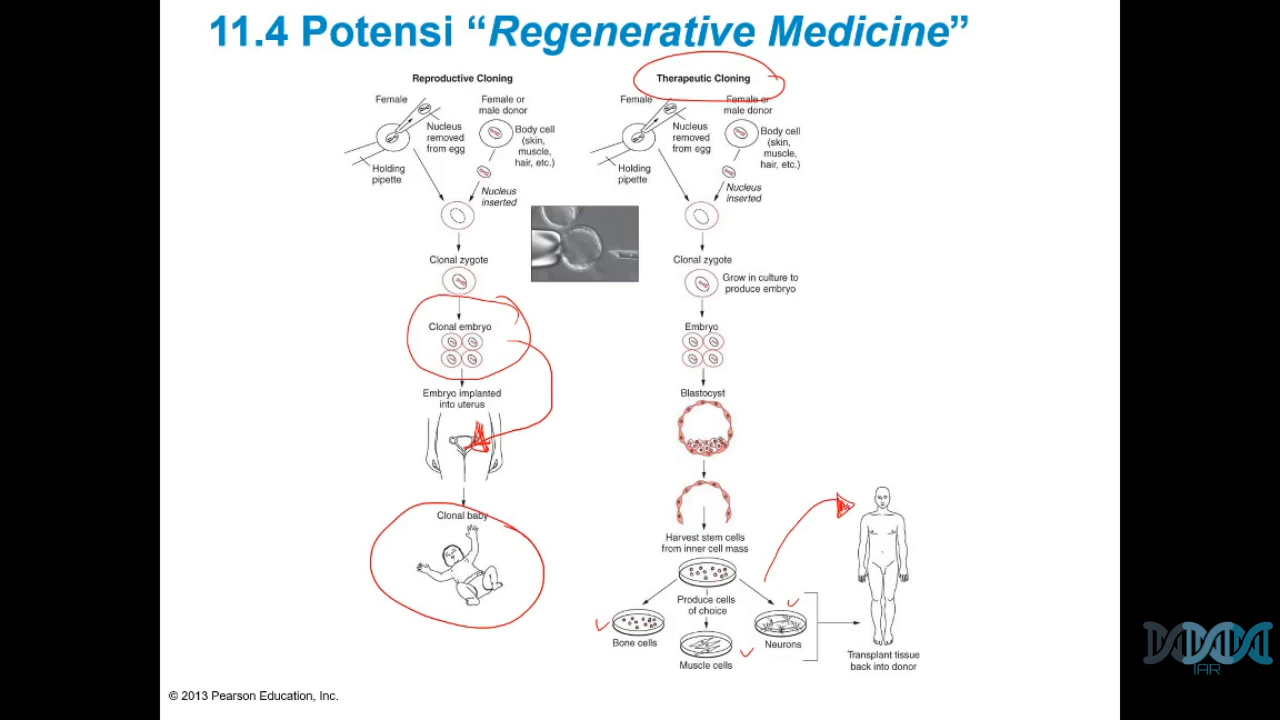 11.4 Potensi “Regenerative Medicine”
Reproductive Cloning
Female
Female or
male donor
Nucleus
removed
from egg
Body cell
(skin,
muscle,
hair, etc.)
Holding
pipette
Nucleus
inserted
Clonal zygote
Clonal embryo
Embryo implanted
into uterus
Clonal baby
Therapeutic Cloning
Female
Female or
male donor
Nucleus
removed
from egg
Body cell
(skin,
muscle,
hair, etc.)
Holding
pipette
Nucleus
inserted
Clonal zygote
Grow in culture to
produce embryo
Embryo
Blastocyst
Harvest stem cells
from inner cell mass
Produce cells
of choice
Bone cells
Muscle cells
Neurons
Transplant tissue
back into donor
© 2013 Pearson Education, Inc.
IAR